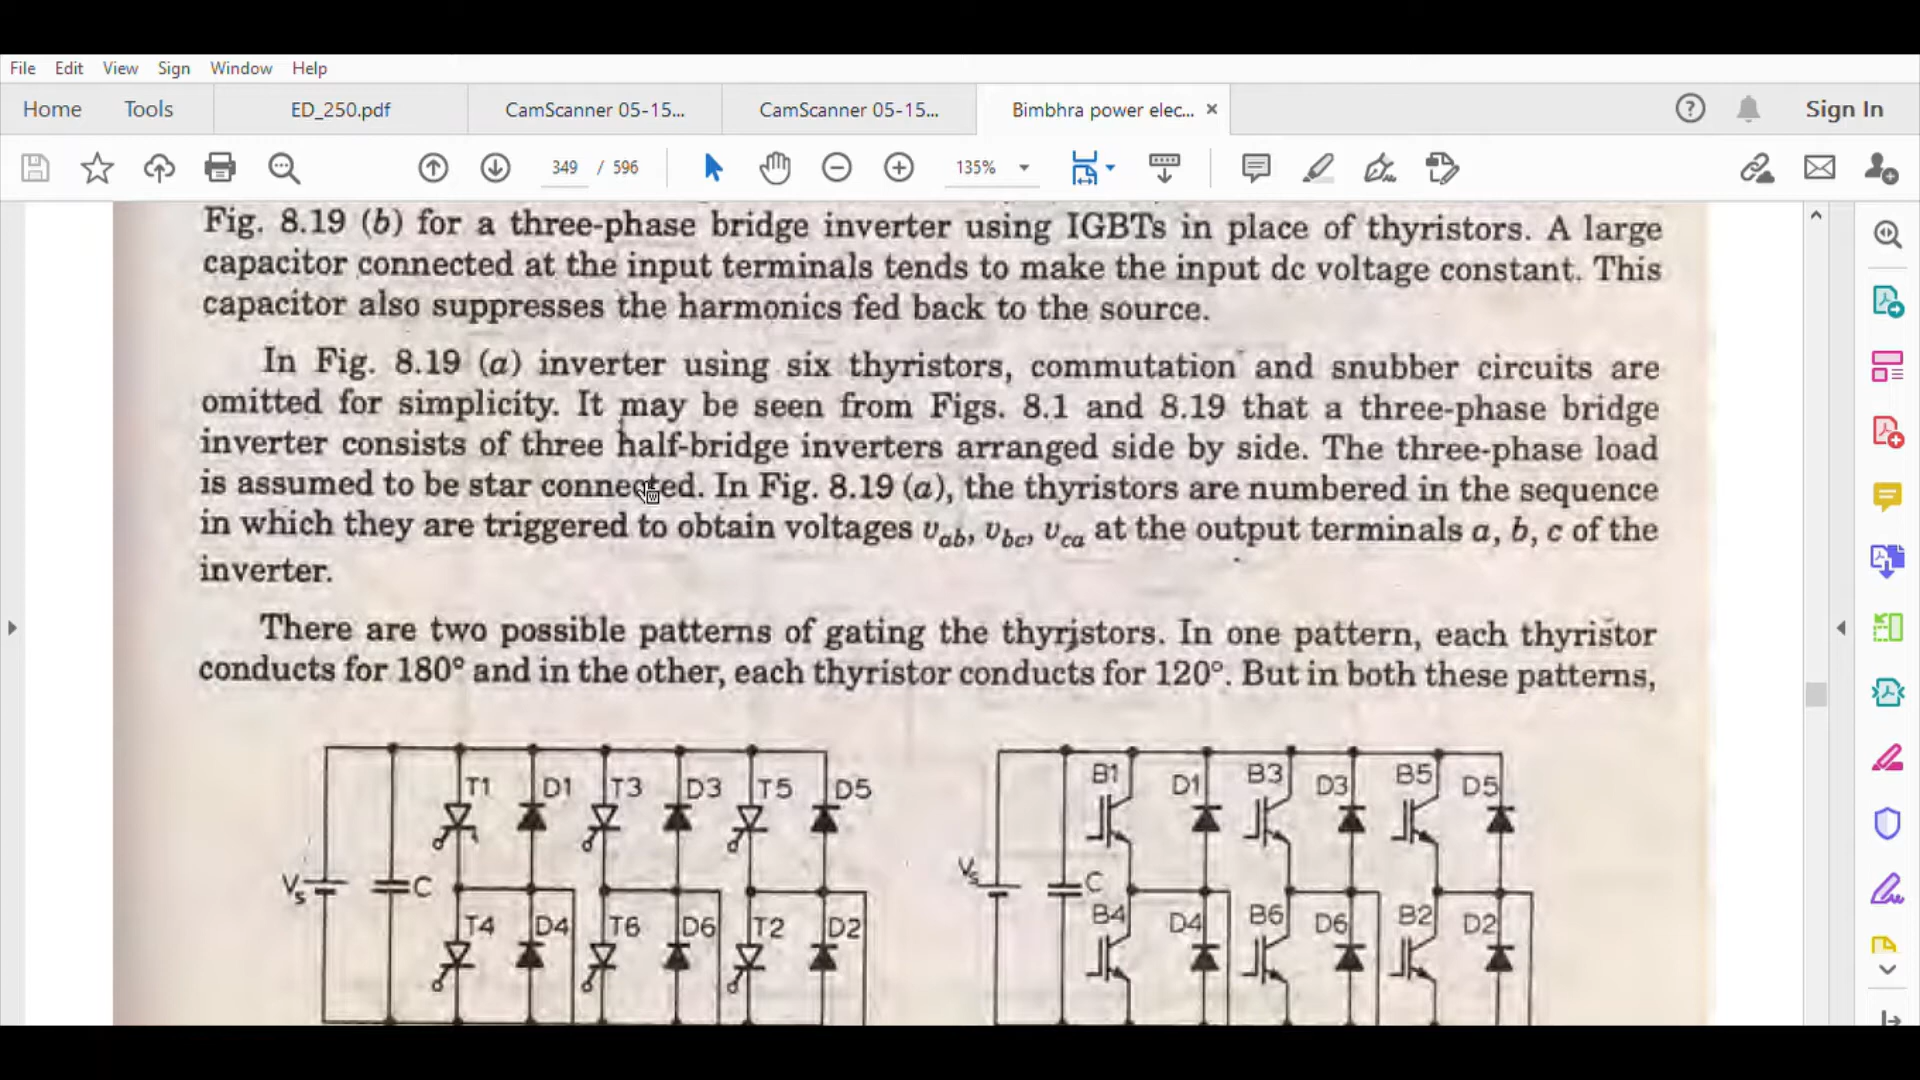 File Edit View Sign Window Help
Home Tools ED_250.pdf CamScanner 05-15... CamScanner 05-15... Bimbhra power elec... × Sign In
349 / 596 135%
Fig. 8.19 (b) for a three-phase bridge inverter using IGBTs in place of thyristors. A large
capacitor connected at the input terminals tends to make the input dc voltage constant. This
capacitor also suppresses the harmonics fed back to the source.
In Fig. 8.19 (a) inverter using six thyristors, commutation and snubber circuits are
omitted for simplicity. It may be seen from Figs. 8.1 and 8.19 that a three-phase bridge
inverter consists of three half-bridge inverters arranged side by side. The three-phase load
is assumed to be star connected. In Fig. 8.19 (a), the thyristors are numbered in the sequence
in which they are triggered to obtain voltages vab, vbc, vca at the output terminals a, b, c of the
inverter.
There are two possible patterns of gating the thyristors. In one pattern, each thyristor
conducts for 180° and in the other, each thyristor conducts for 120°. But in both these patterns,
T1 D1 T3 D3 T5 D5
Vs C
T4 D4 T6 D6 T2 D2
B1 D1 B3 D3 B5 D5
Vs C
B4 D4 B6 D6 B2 D2